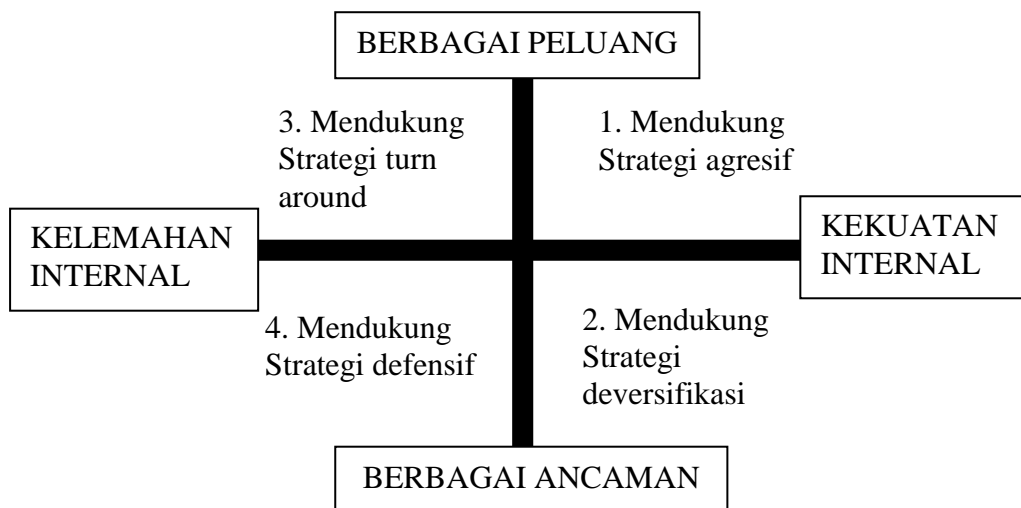 BERBAGAI PELUANG
3. Mendukung
Strategi turn
around
1. Mendukung
Strategi agresif
KELEMAHAN
INTERNAL
KEKUATAN
INTERNAL
4. Mendukung
Strategi defensif
2. Mendukung
Strategi
deversifikasi
BERBAGAI ANCAMAN